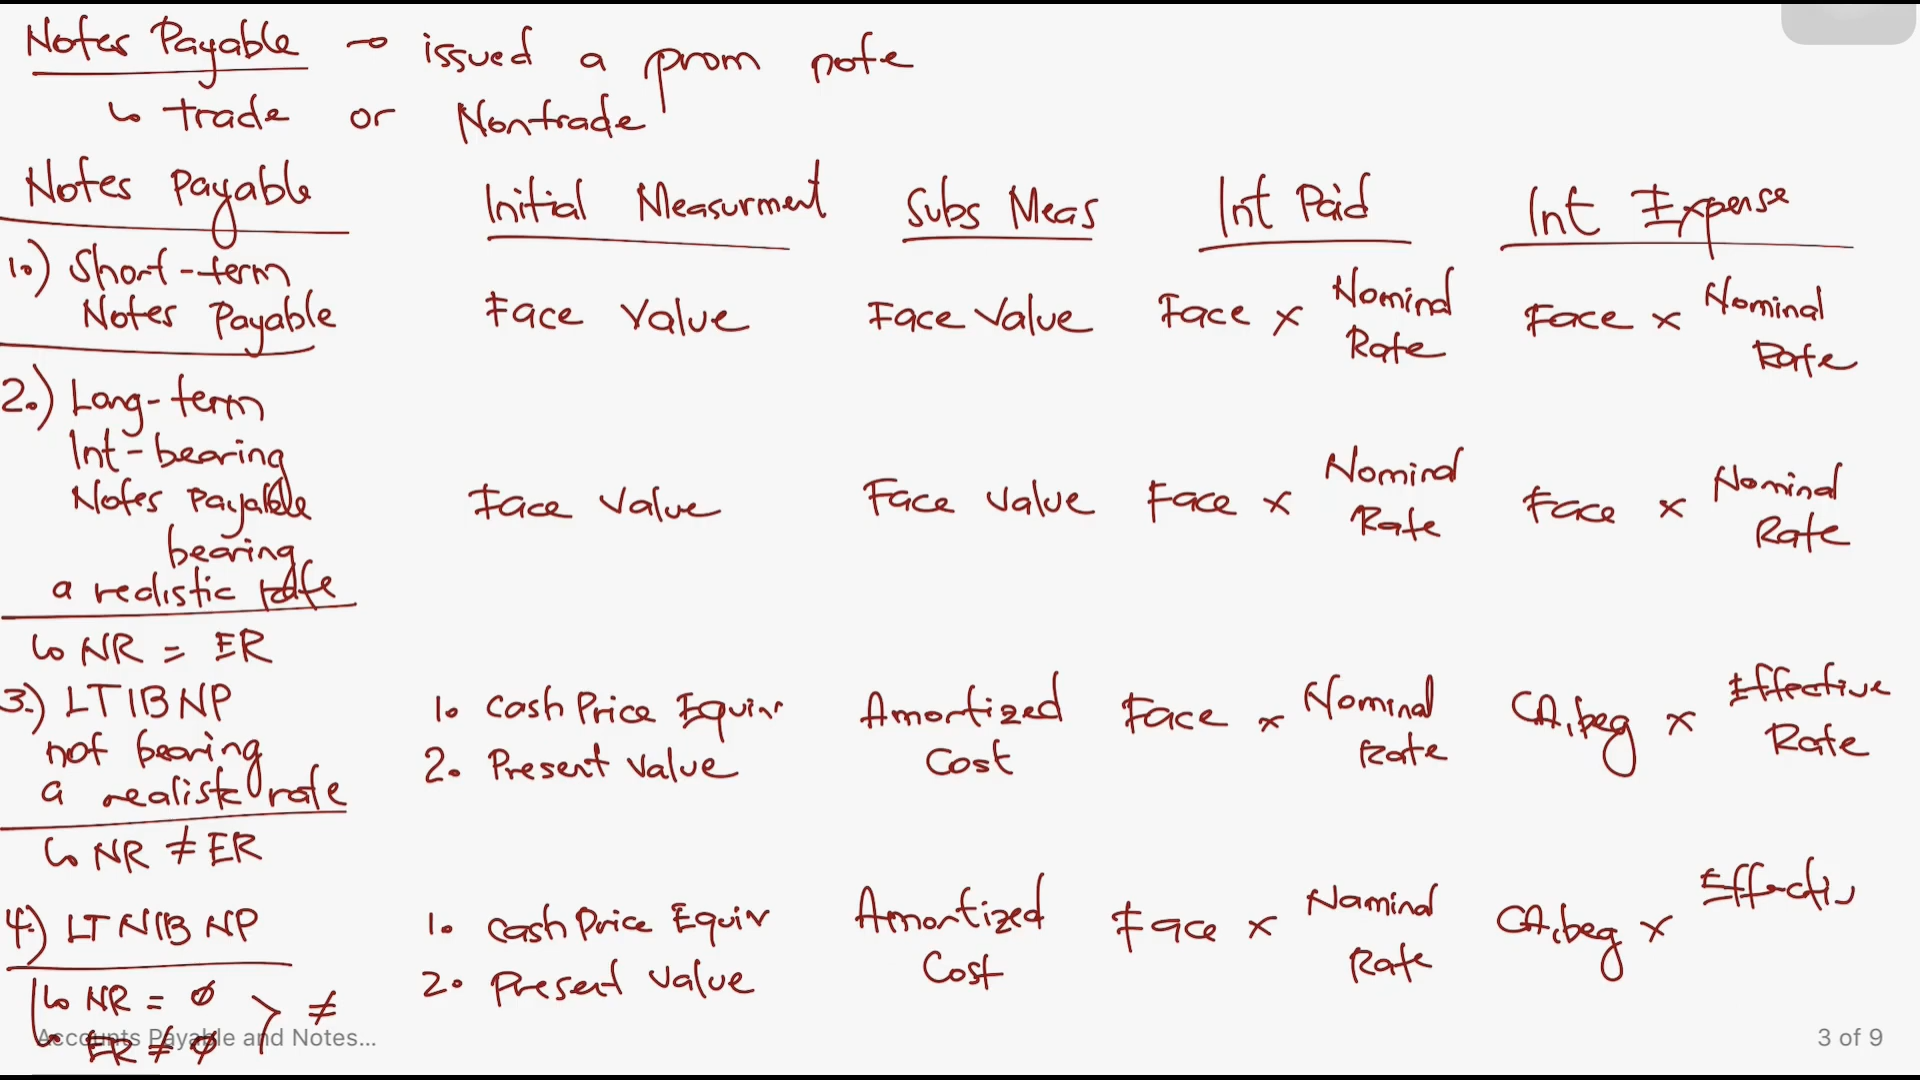 Notes Payable → issued a prom note
↳ trade or Nontrade
Notes Payable Initial Measurment Subs Meas Int Paid Int Expense
1.) Short-term Notes Payable Face Value Face Value Face x Nominal Rate Face x Nominal Rate
2.) Long-term
Int-bearing
Notes Payable Face Value Face Value Face x Nominal Rate Face x Nominal Rate
bearing
a realistic rate
↳ NR = ER
3.) LTIBNP 1. Cash Price Equiv Amortized Face x Nominal Rate CA,beg x Effective Rate
not bearing 2. Present Value Cost
a realistc rate
↳ NR ≠ ER
4.) LTNIB NP 1. Cash Price Equiv Amortized Face x Nominal Rate CA,beg x Effectiv
2. Present Value Cost
↳ NR = ∅ > ≠
↳ ER ≠ ∅
Accounts Payable and Notes... 3 of 9